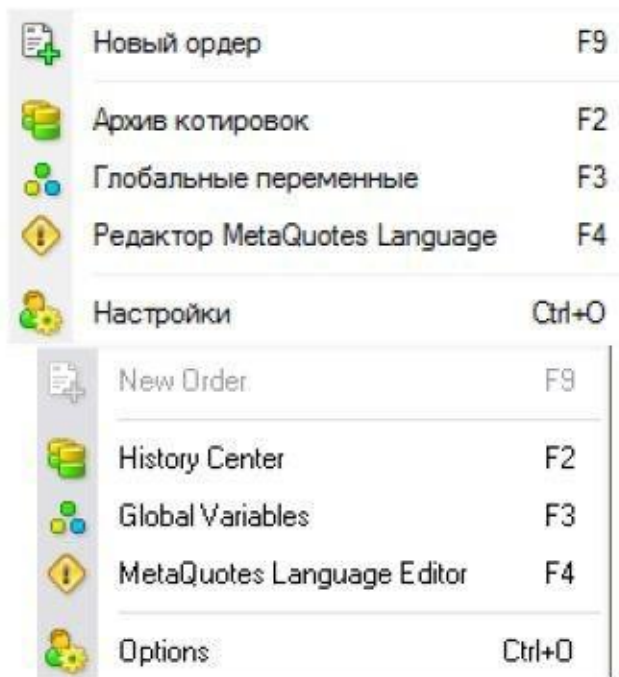 Новый ордер F9
Архив котировок F2
Глобальные переменные F3
Редактор MetaQuotes Language F4
Настройки Ctrl+O
New Order F9
History Center F2
Global Variables F3
MetaQuotes Language Editor F4
Options Ctrl+O